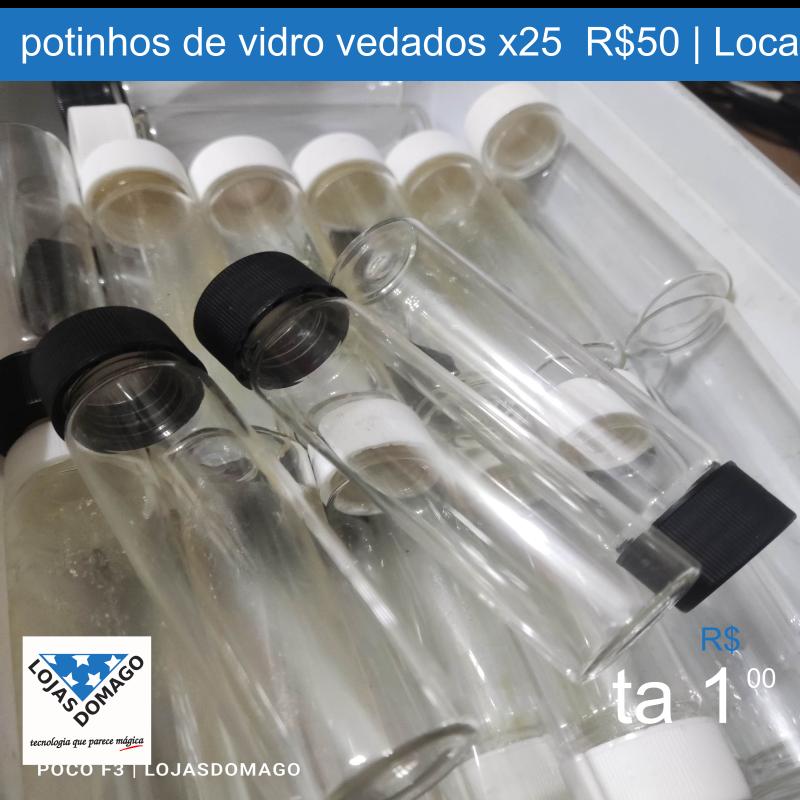 potinhos de vidro vedados x25 R$50 | Loca
R$
ta 1 00
LOJAS DOMAGO
tecnologia que parece mágica
POCO F3 | LOJASDOMAGO